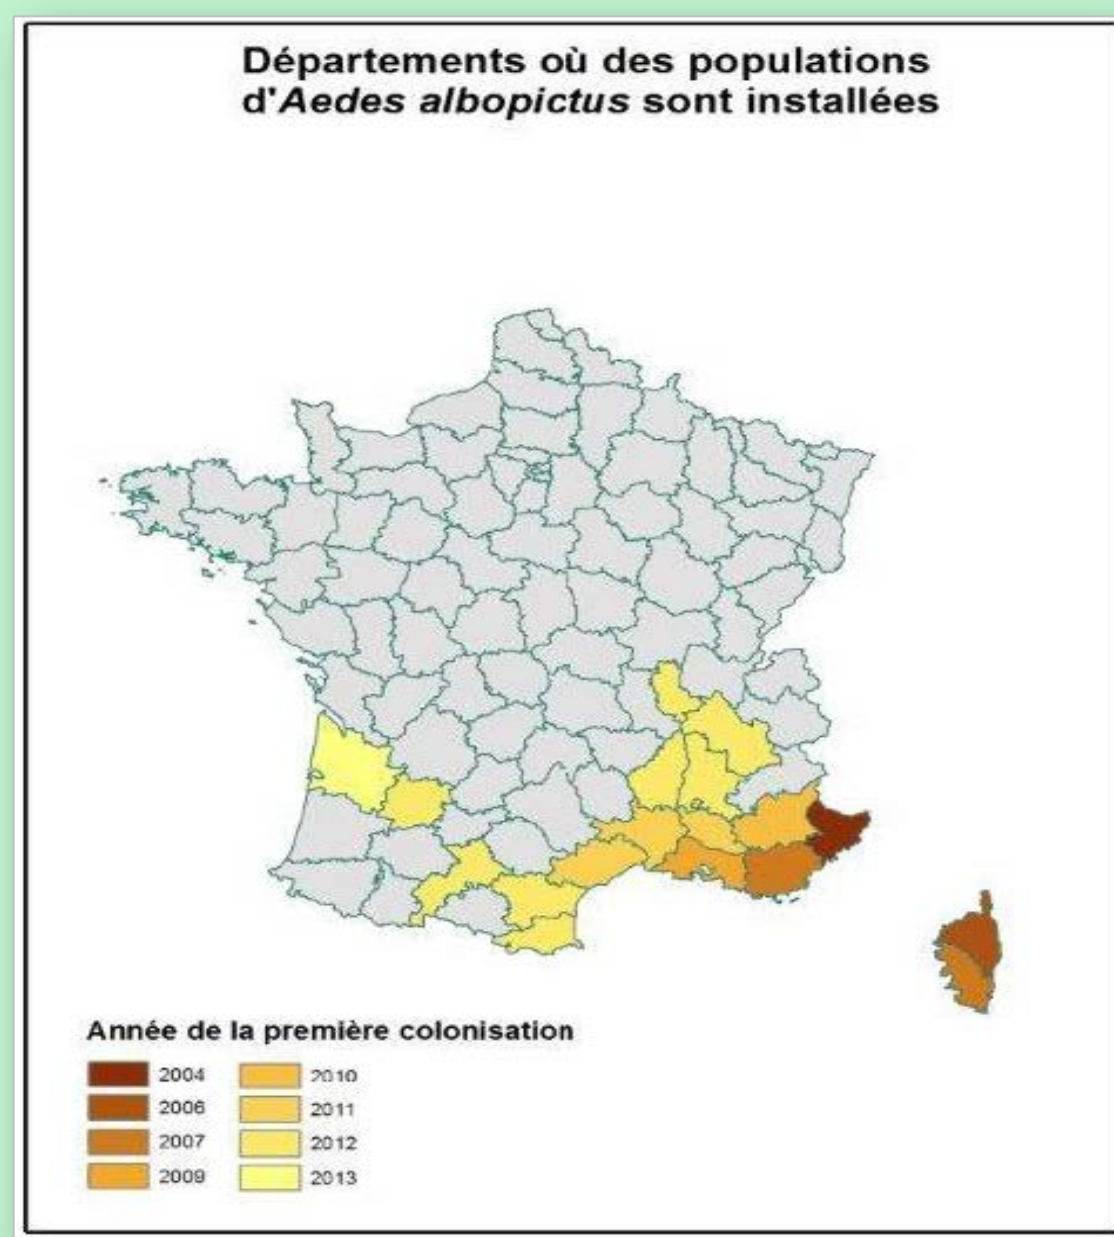 Départements où des populations
d'Aedes albopictus sont installées
Année de la première colonisation
2004
2006
2007
2009
2010
2011
2012
2013